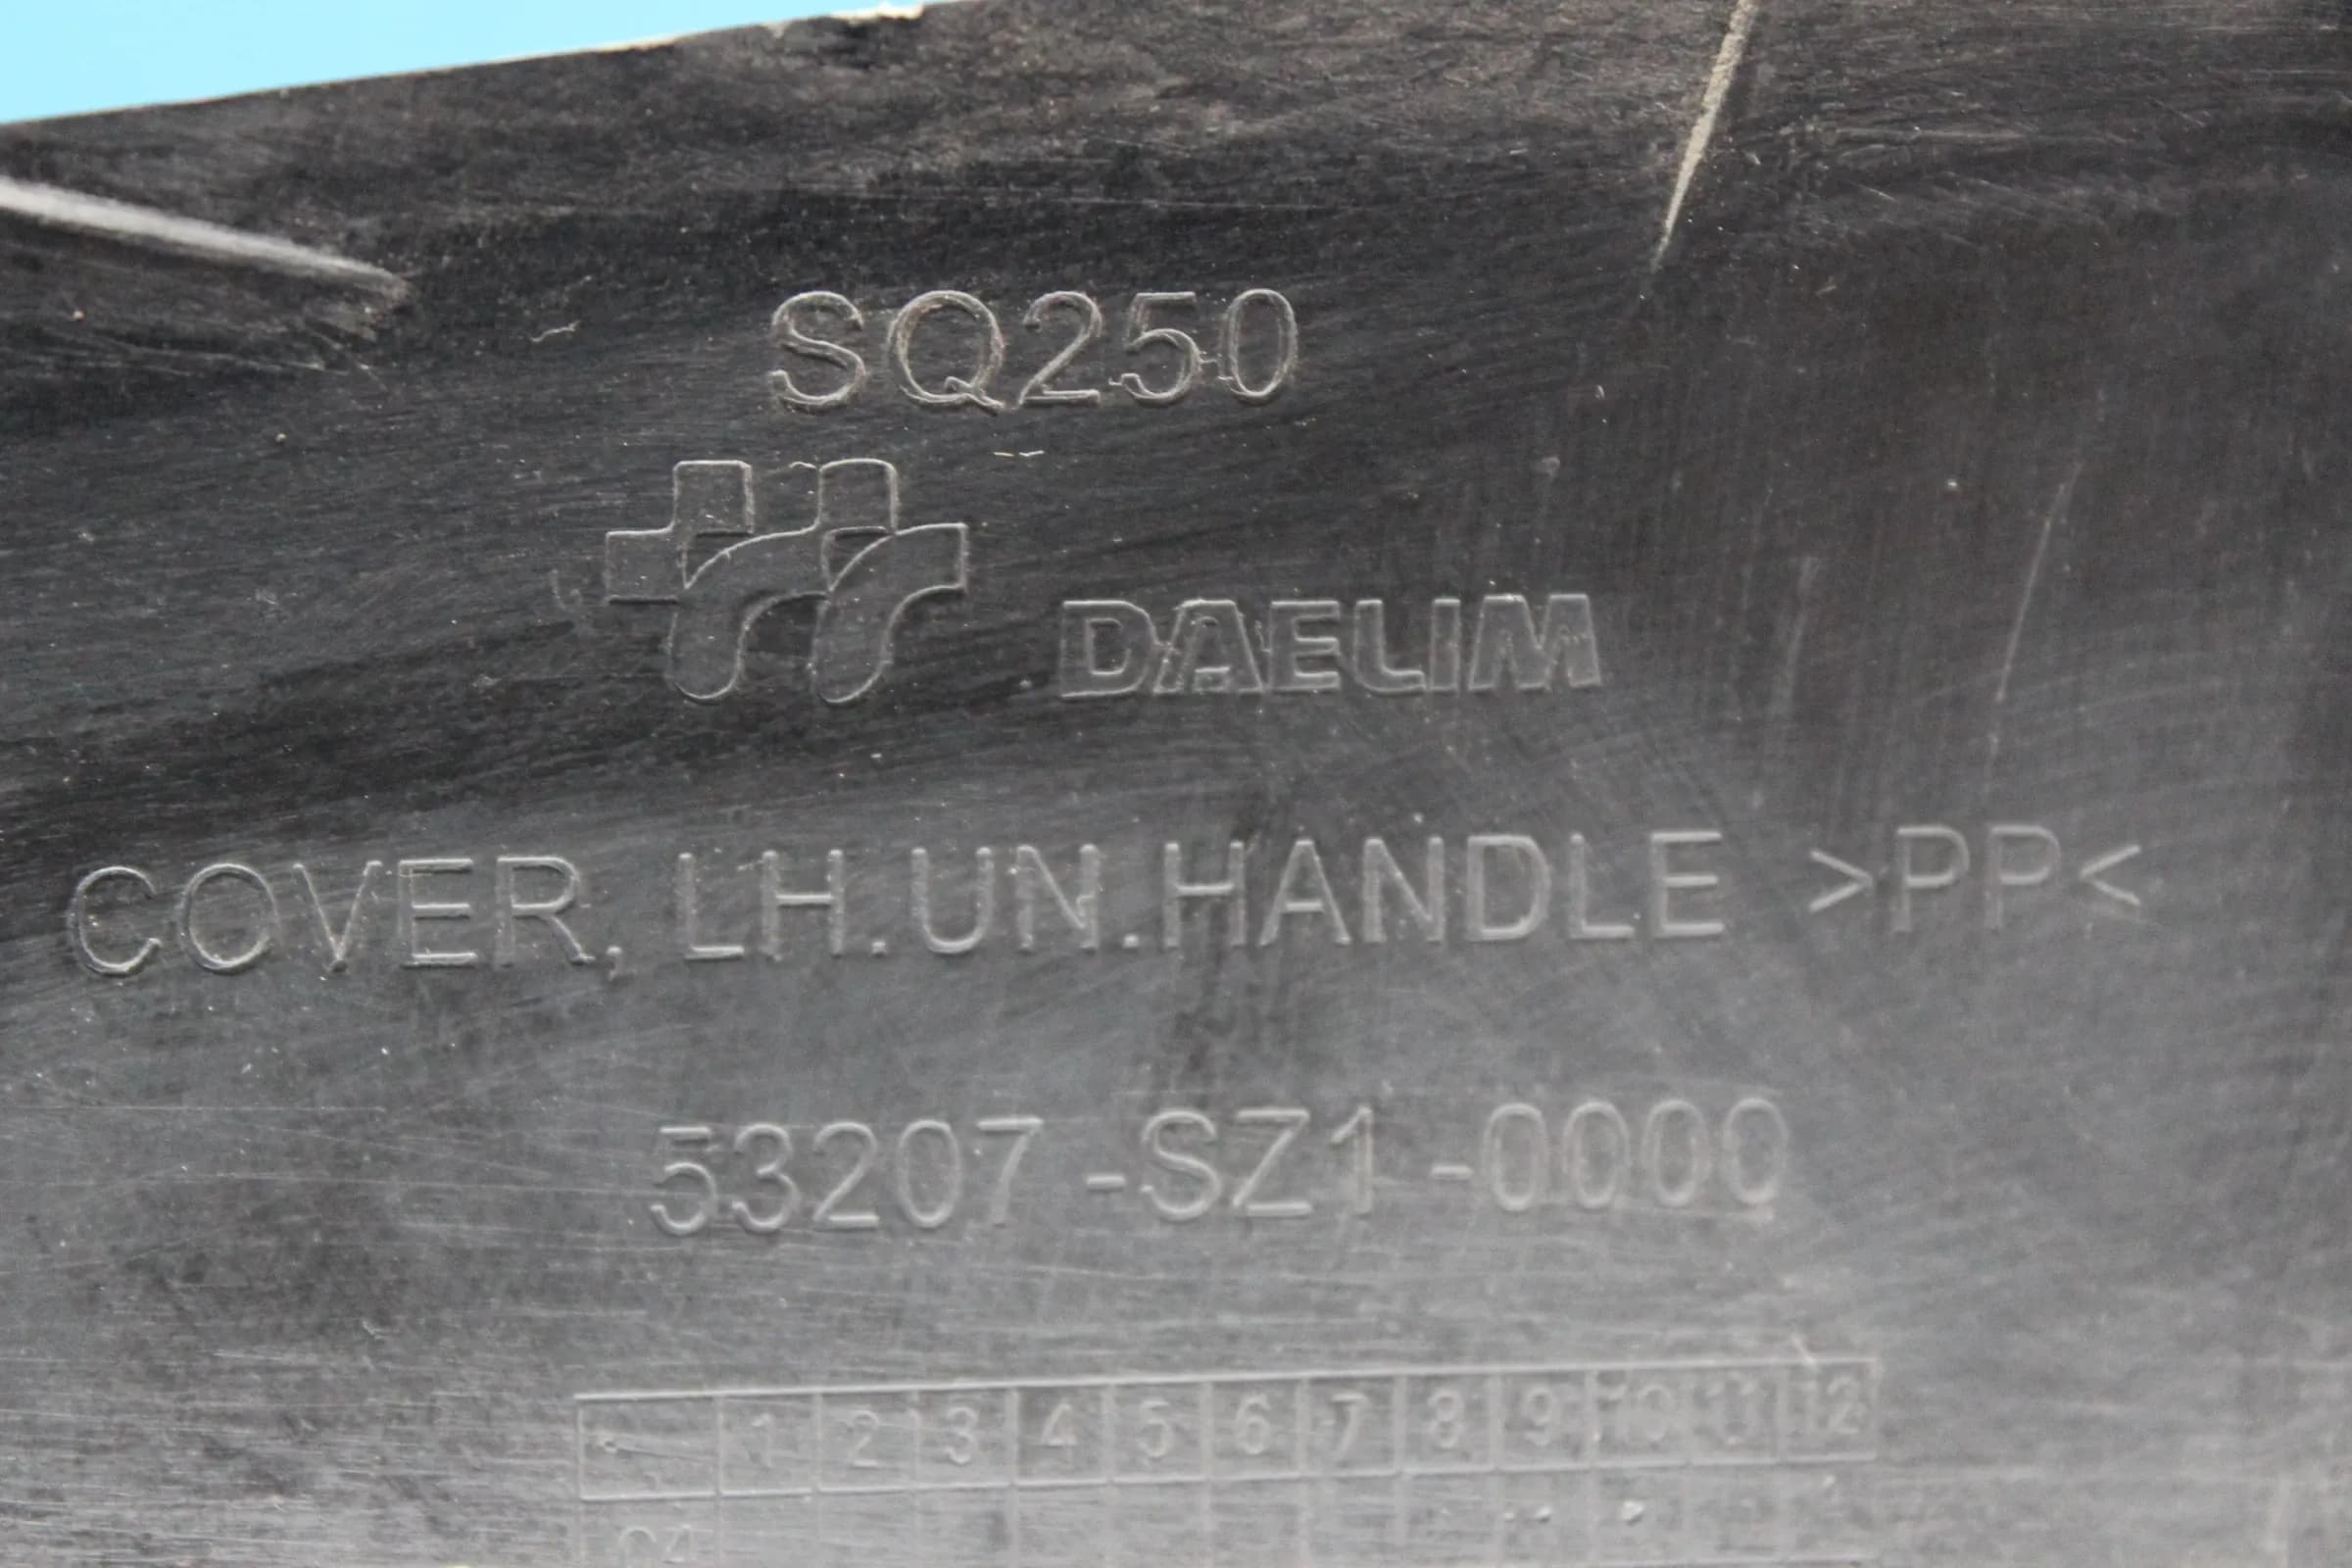 SQ250
DAELIM
COVER, LH.UN.HANDLE >PP<
53207-SZ1-0000
1 2 3 4 5 6 7 8 9 10 11 12
04